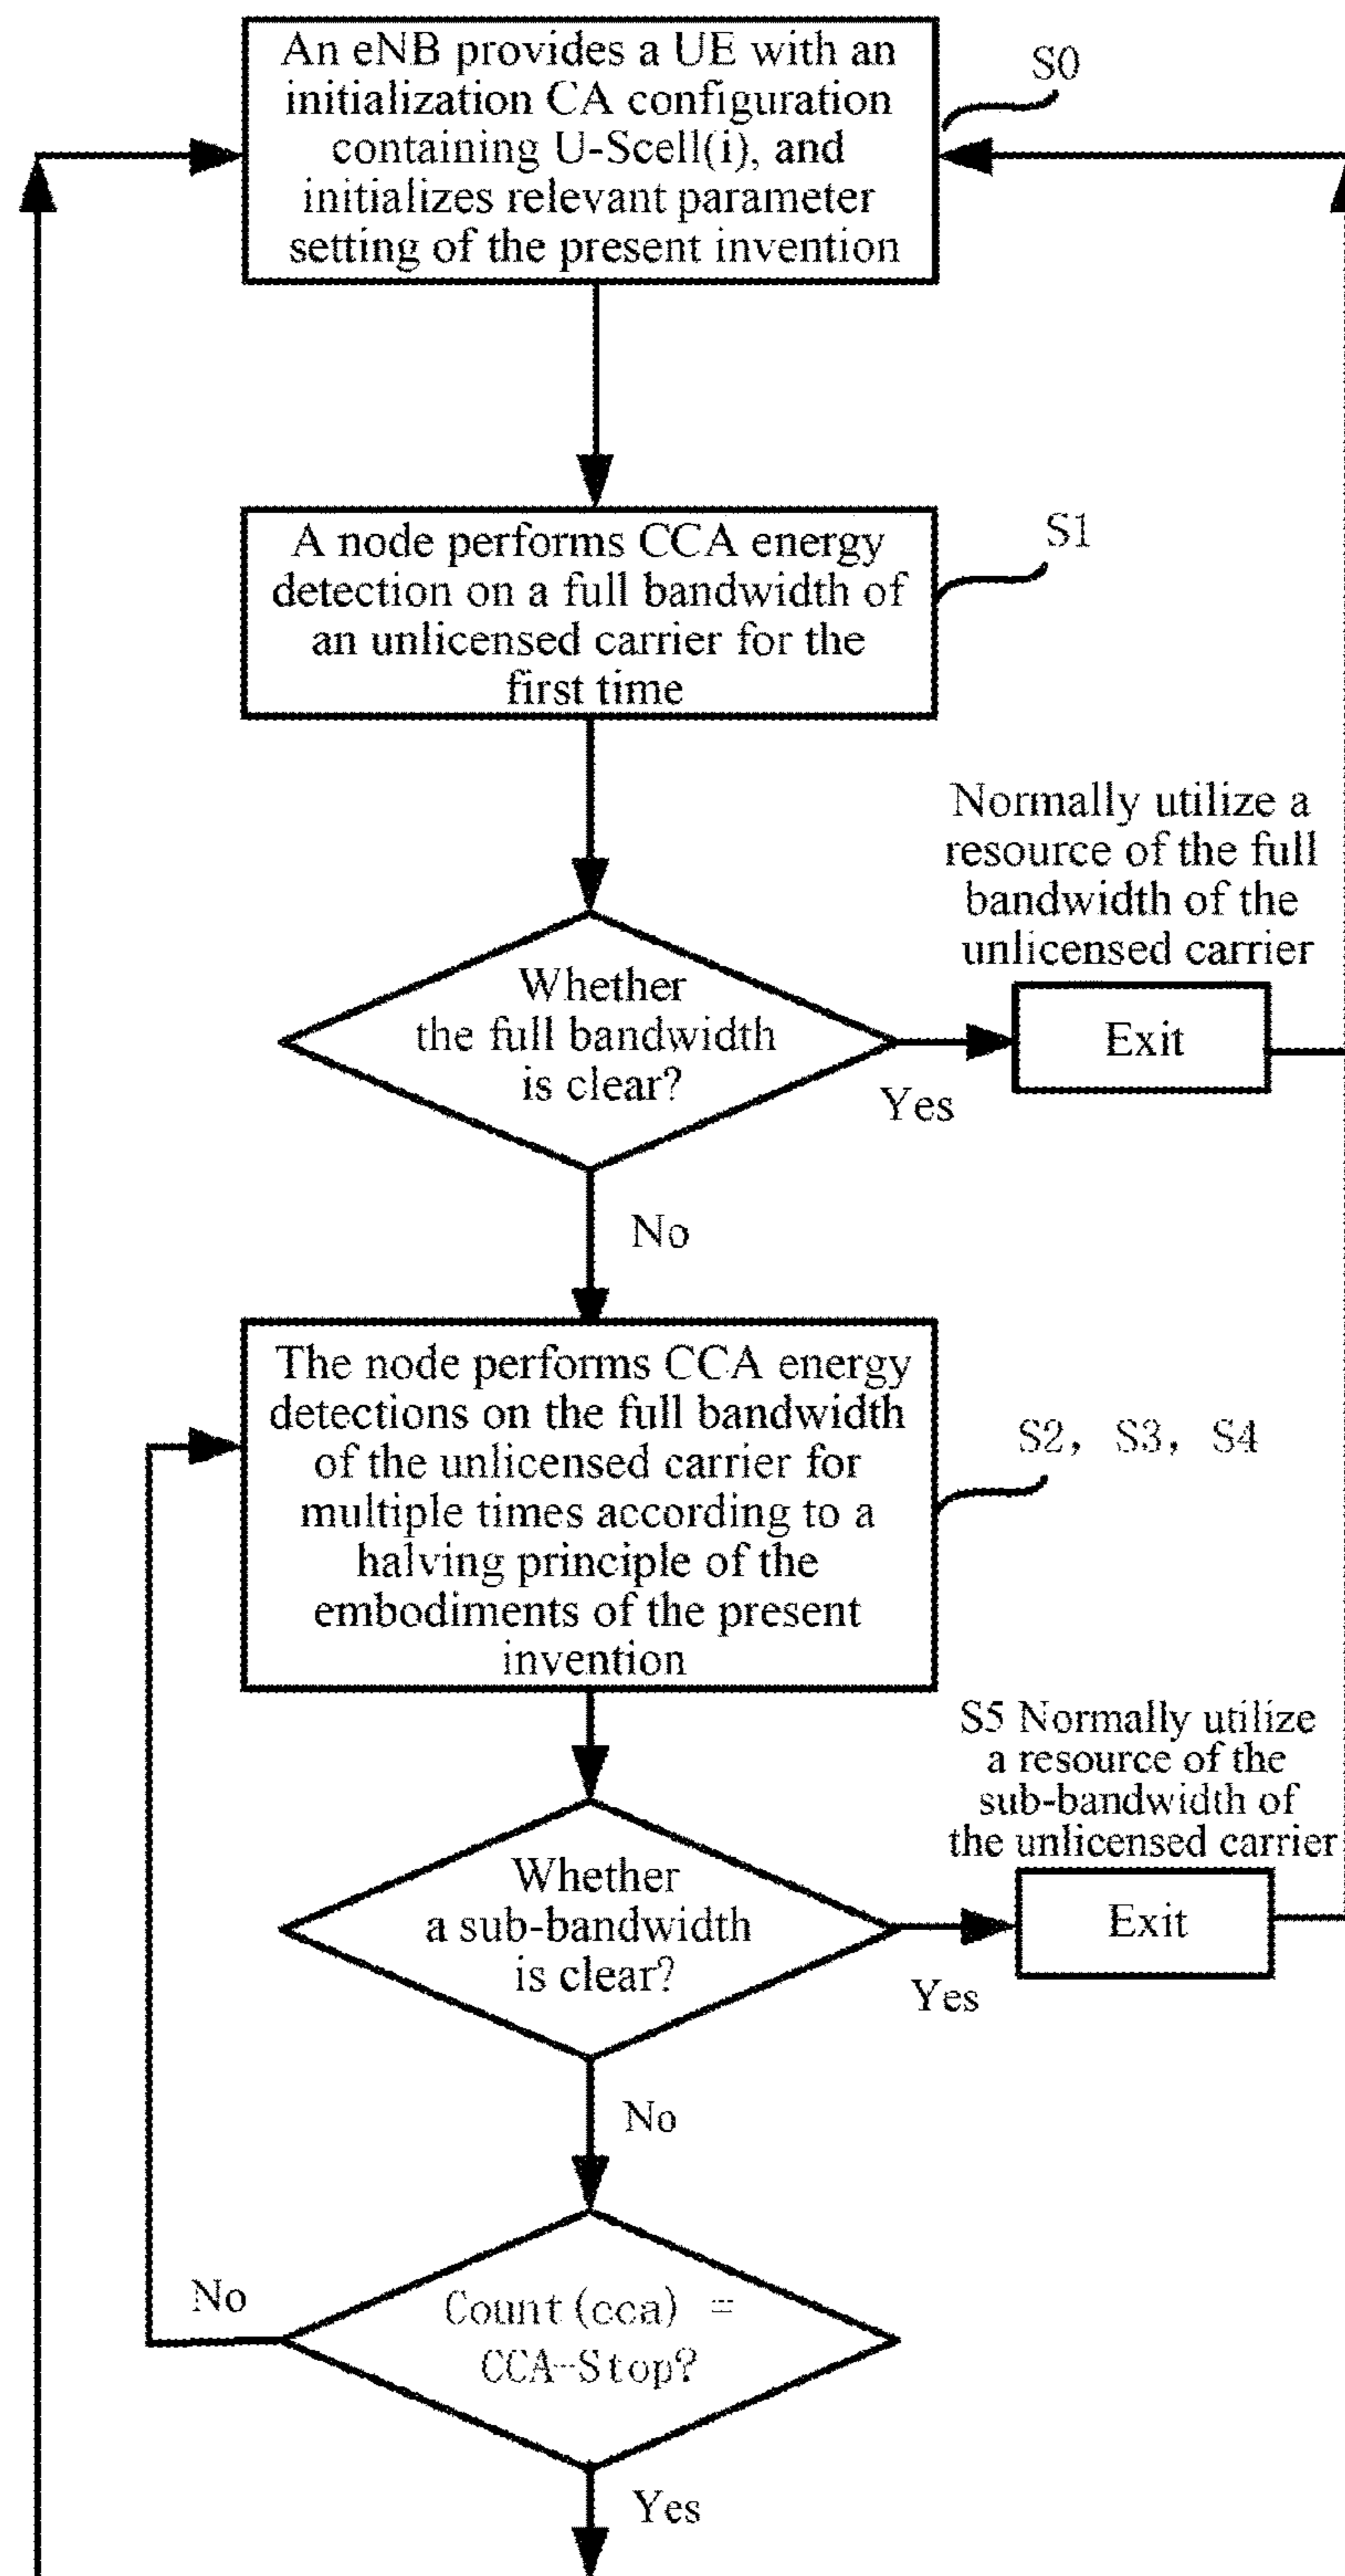 An eNB provides a UE with an
initialization CA configuration
containing U-Scell(i), and
initializes relevant parameter
setting of the present invention
S0
A node performs CCA energy
detection on a full bandwidth of
an unlicensed carrier for the
first time
S1
Normally utilize a
resource of the full
bandwidth of the
unlicensed carrier
Whether
the full bandwidth
is clear?
Exit
Yes
No
The node performs CCA energy
detections on the full bandwidth
of the unlicensed carrier for
multiple times according to a
halving principle of the
embodiments of the present
invention
S2, S3, S4
S5 Normally utilize
a resource of the
sub-bandwidth of
the unlicensed carrier
Whether
a sub-bandwidth
is clear?
Exit
Yes
No
No
Count (cca) =
CCA-Stop?
Yes